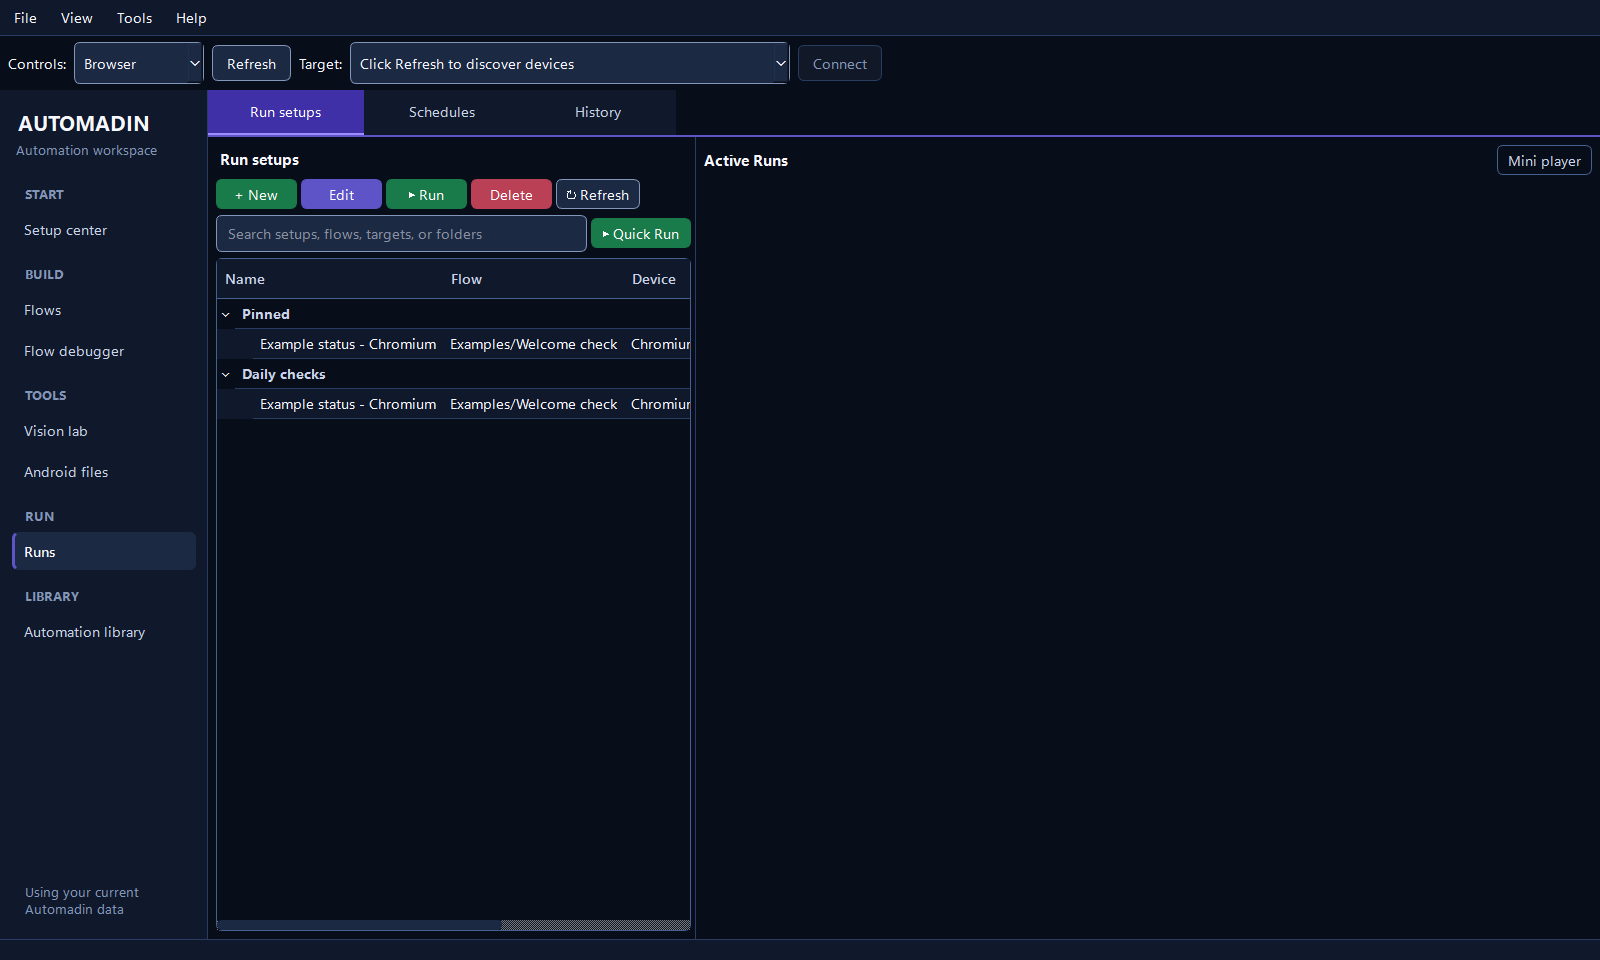 File View Tools Help
Controls: Browser Refresh Target: Click Refresh to discover devices Connect
AUTOMADIN
Automation workspace
START
Setup center
BUILD
Flows
Flow debugger
TOOLS
Vision lab
Android files
RUN
Runs
LIBRARY
Automation library
Using your current
Automadin data
Run setups Schedules History
Run setups
+ New Edit Run Delete Refresh
Search setups, flows, targets, or folders Quick Run
Name Flow Device
Pinned
Example status - Chromium Examples/Welcome check
Daily checks
Example status - Chromium Examples/Welcome check
Active Runs Mini player